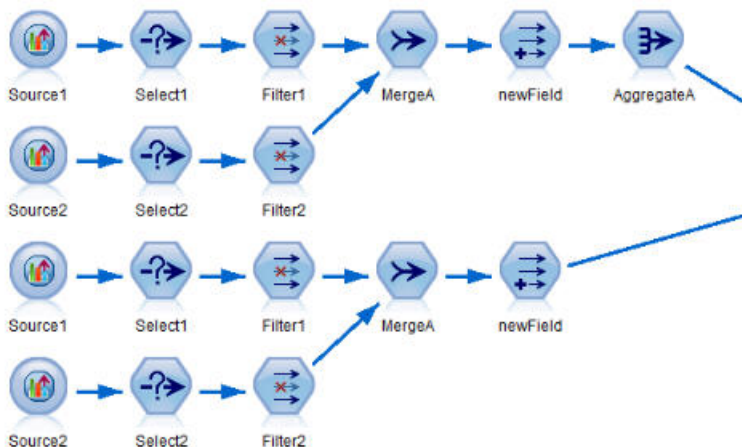 Source1 Select1 Filter1 MergeA newField AggregateA
Source2 Select2 Filter2
Source1 Select1 Filter1 MergeA newField
Source2 Select2 Filter2